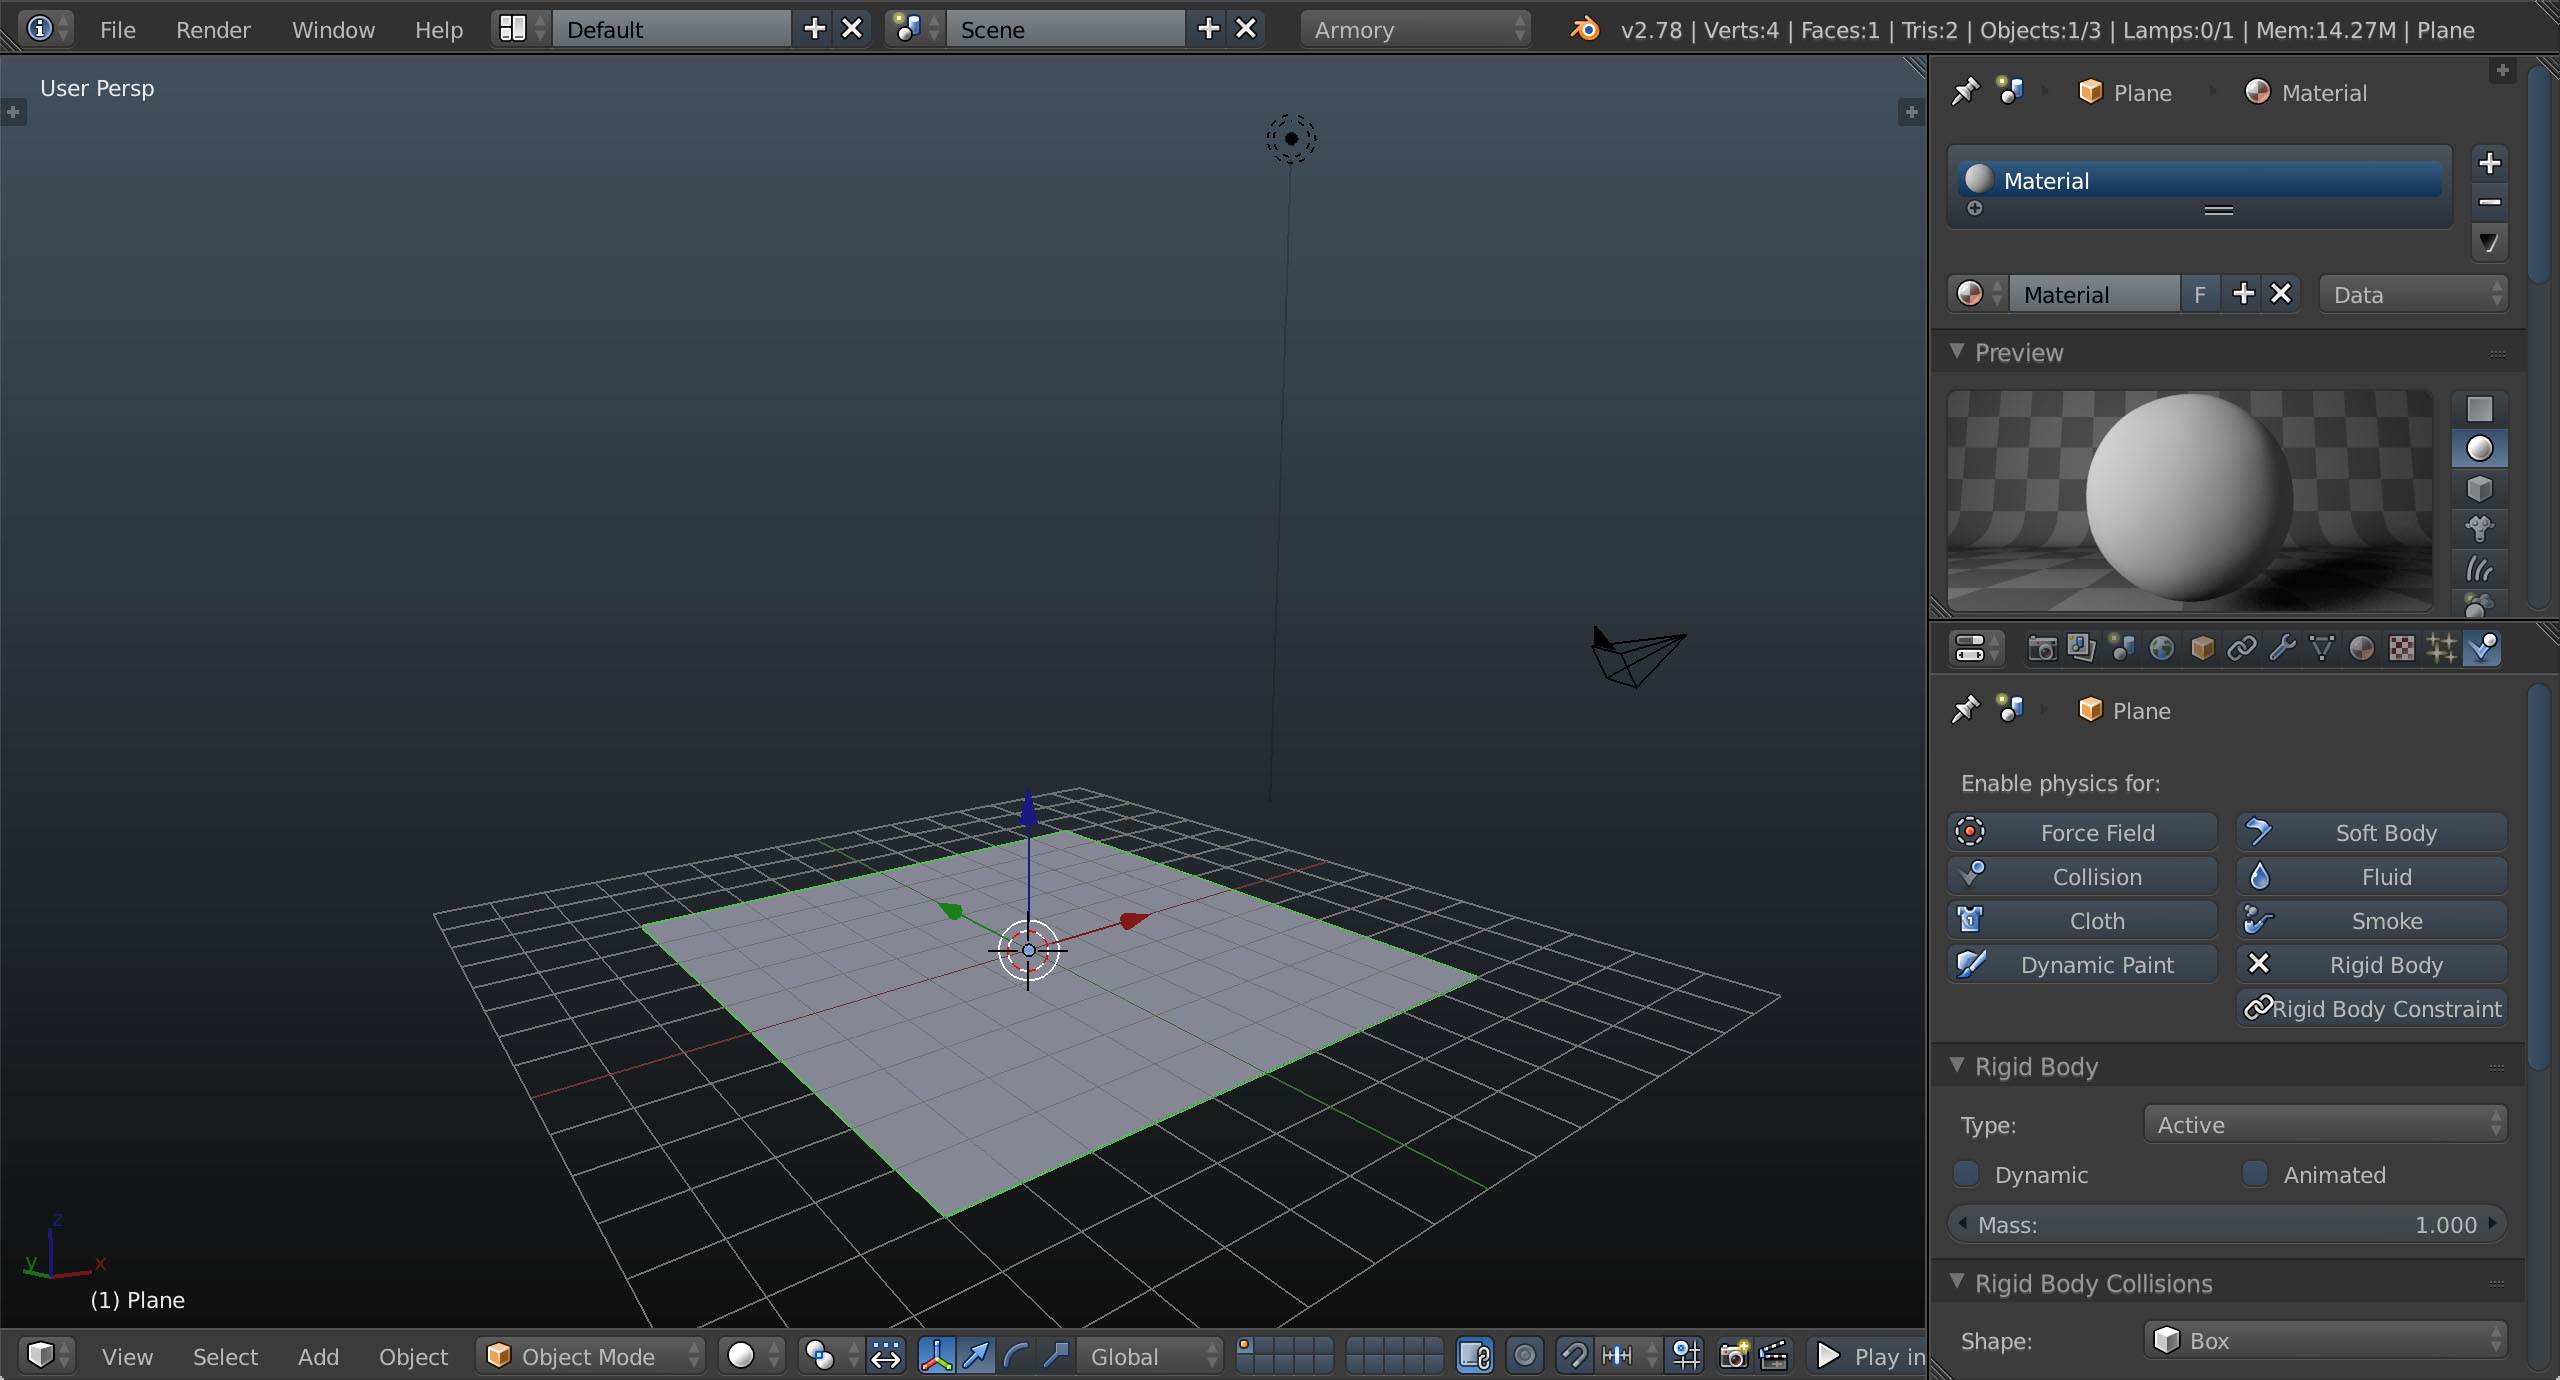 File Render Window Help Default Scene Armory v2.78 | Verts:4 | Faces:1 | Tris:2 | Objects:1/3 | Lamps:0/1 | Mem:14.27M | Plane
User Persp
Plane Material
Material
Material F Data
Preview
Plane
Enable physics for:
Force Field Soft Body
Collision Fluid
Cloth Smoke
Dynamic Paint Rigid Body
Rigid Body Constraint
Rigid Body
Type: Active
Dynamic Animated
Mass: 1.000
Rigid Body Collisions
Shape: Box
z
y x
(1) Plane
View Select Add Object Object Mode Global Play in